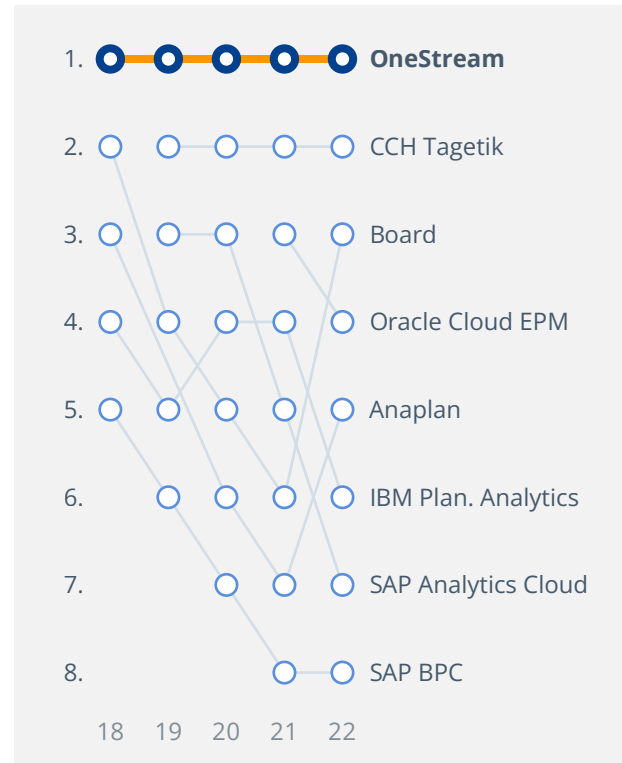 1. OneStream
2. CCH Tagetik
3. Board
4. Oracle Cloud EPM
5. Anaplan
6. IBM Plan. Analytics
7. SAP Analytics Cloud
8. SAP BPC
18 19 20 21 22